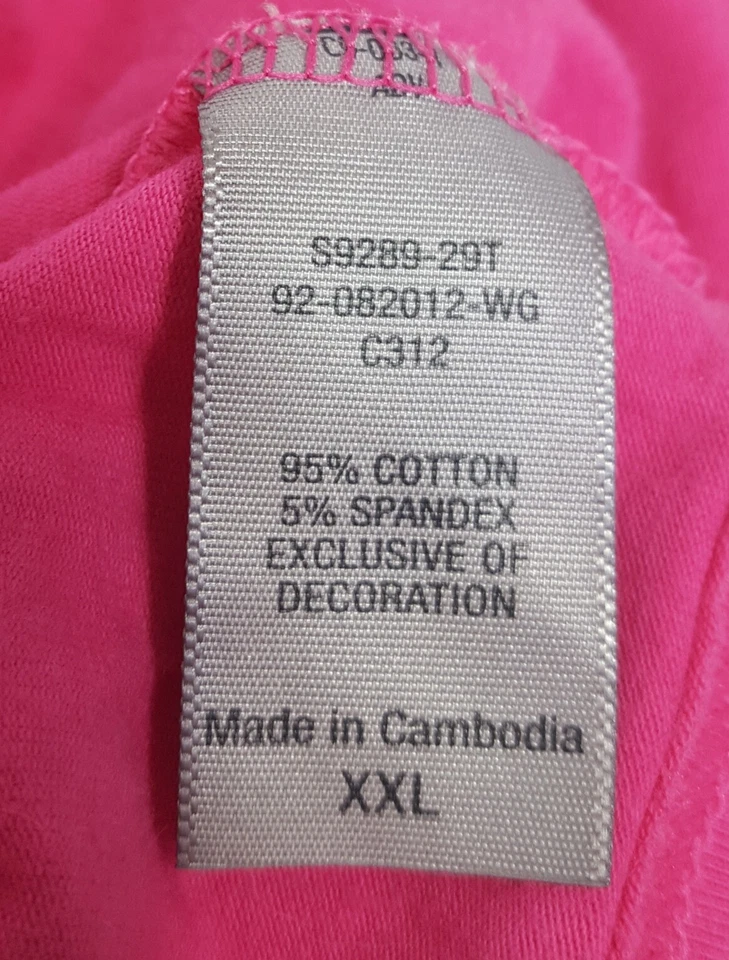 S9289-29T
92-082012-WG
C312
95% COTTON
5% SPANDEX
EXCLUSIVE OF
DECORATION
Made in Cambodia
XXL